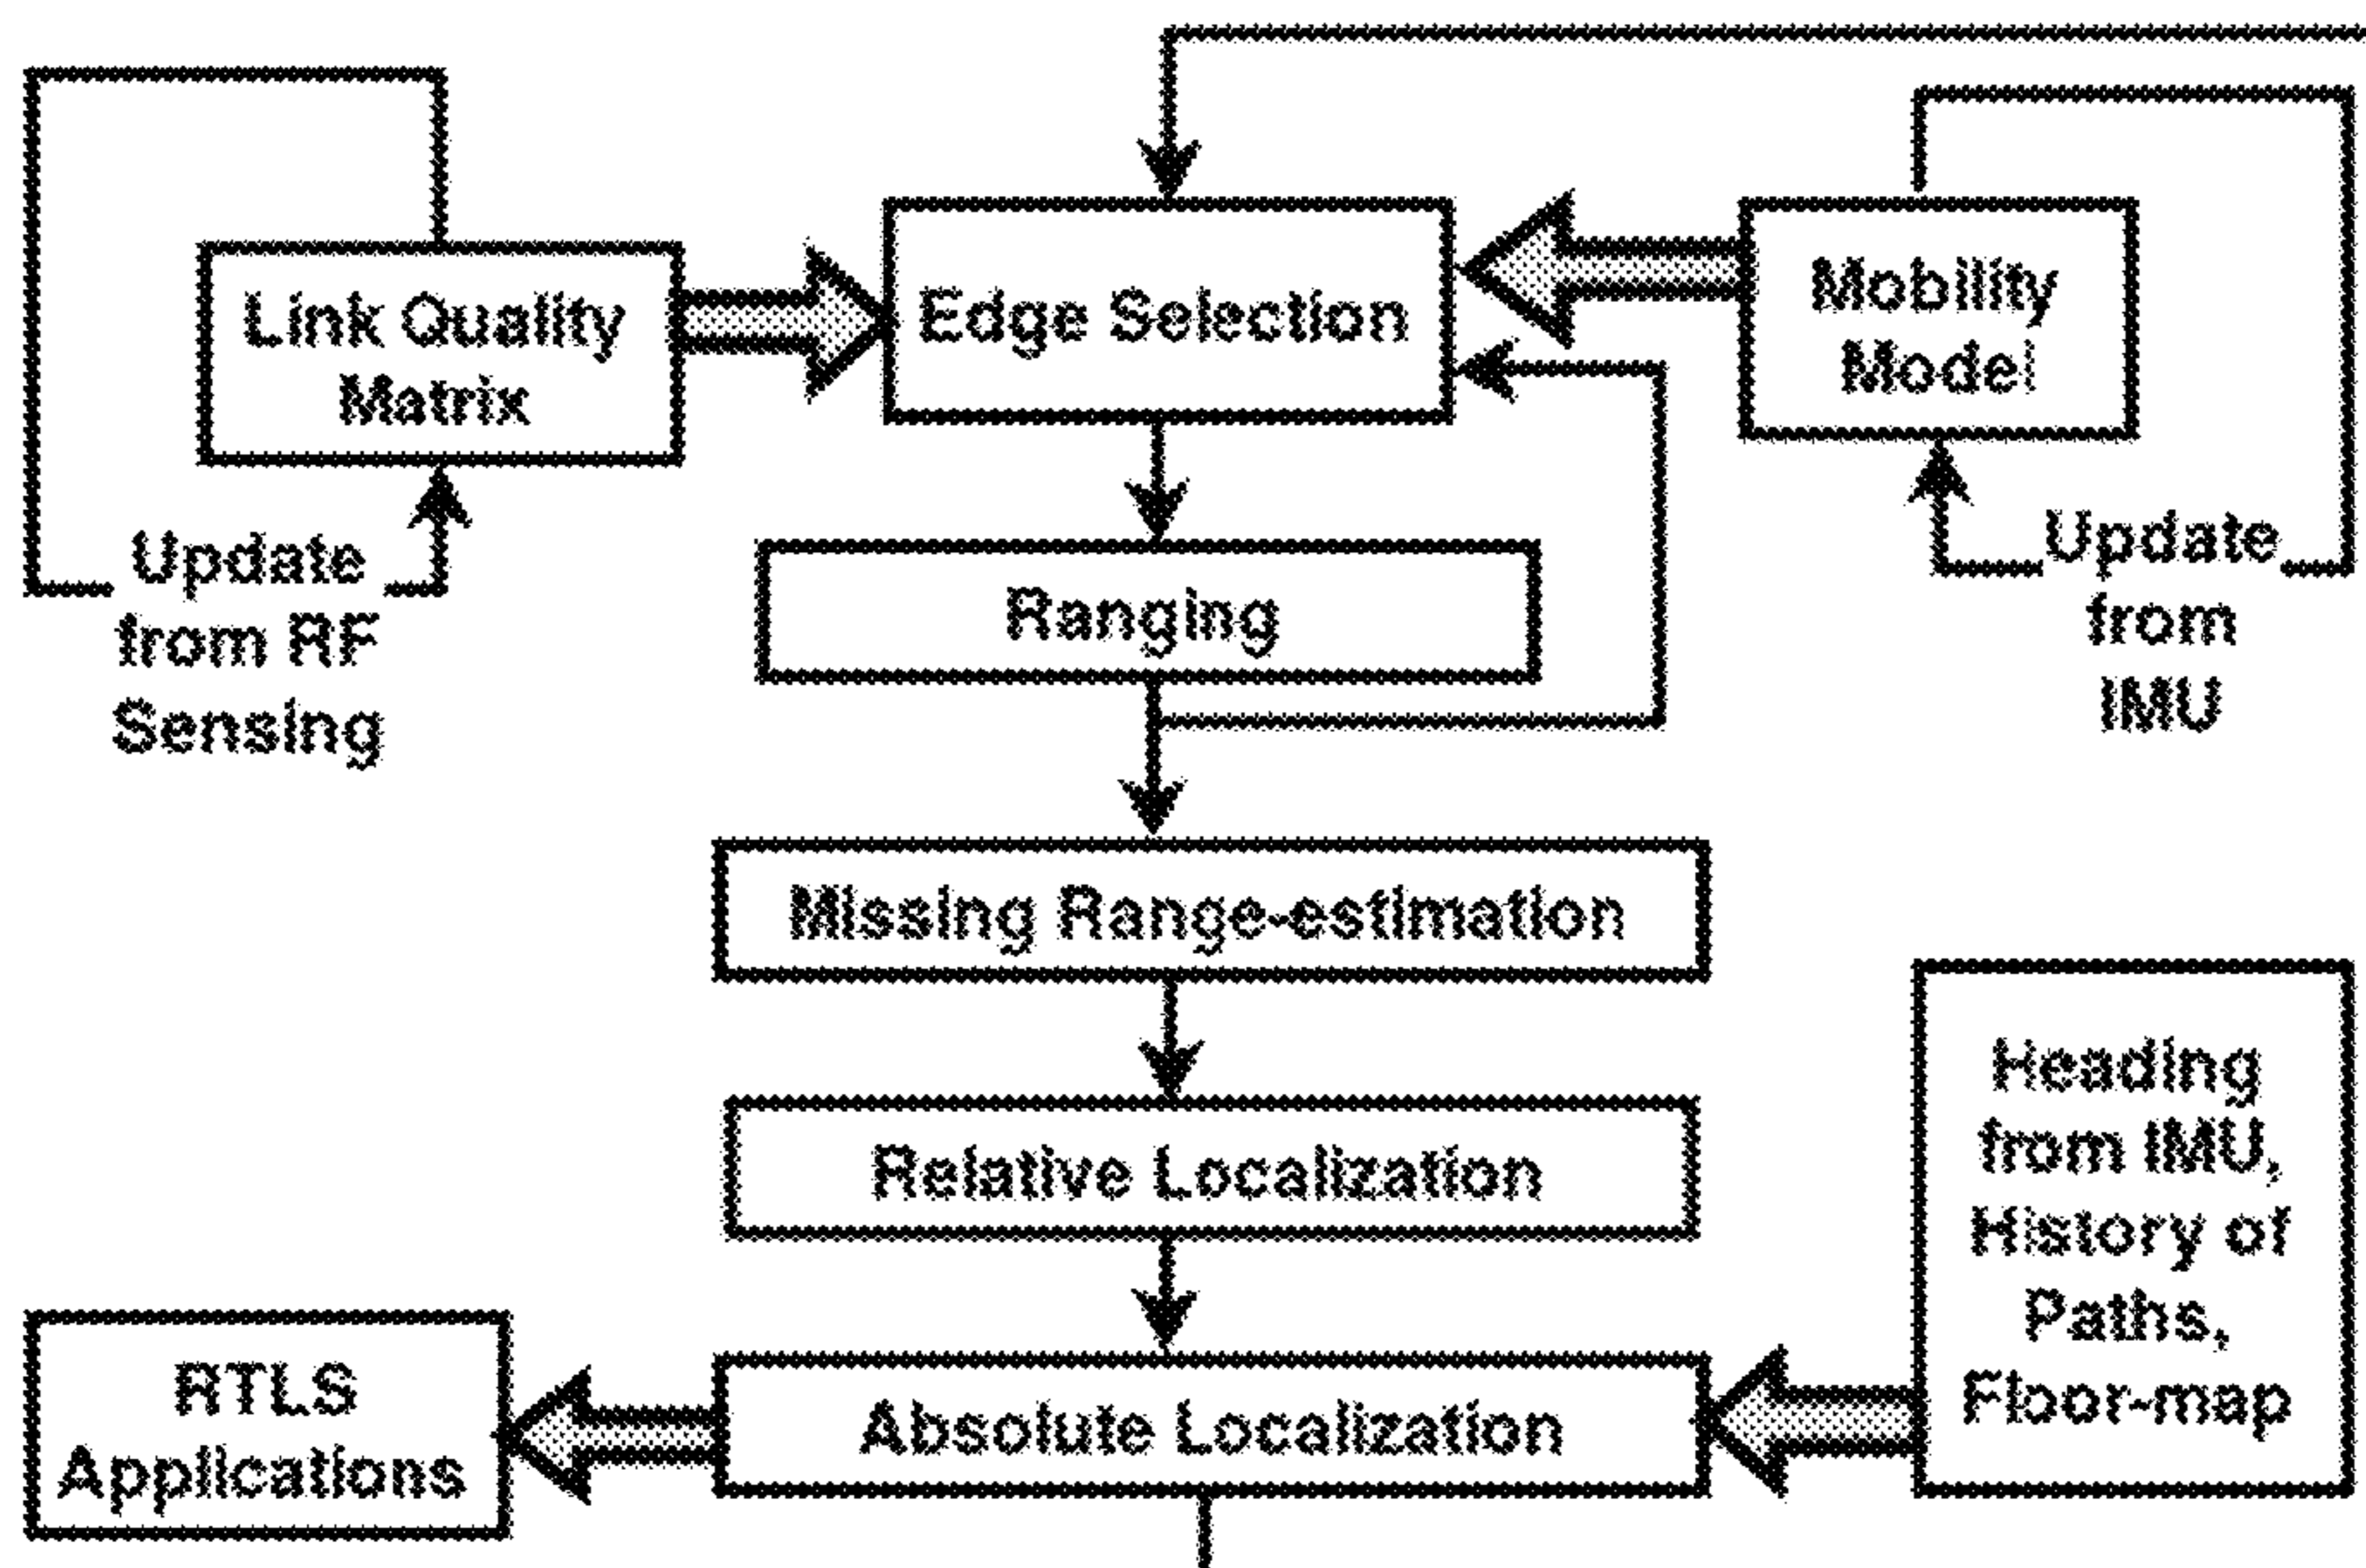 Link Quality
Matrix
Edge Selection
Mobility
Model
Update
from RF
Sensing
Ranging
Update
from
IMU
Missing Range-estimation
Relative Localization
Heading
from IMU,
History of
Paths,
Floor-map
RTLS
Applications
Absolute Localization